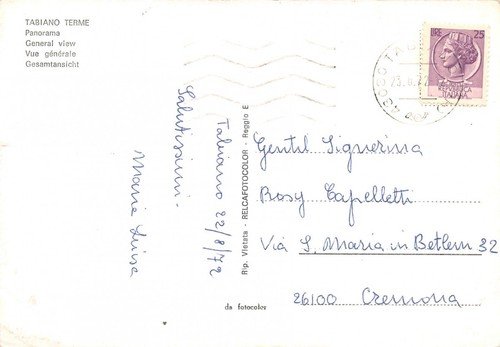 TABIANO TERME
Panorama
General view
Vue générale
Gesamtansicht
LIRE 25
REPUBBLICA
ITALIANA
Tabiano 22/8/72
Salutissimi.
Maria Luisa
Rip. Vietata - RELCAFOTOCOLOR - Reggio E
Gentil Signorina
Rosy Capelletti
Via S. Maria in Betlem 32
26100 Cremona
da fotocolor